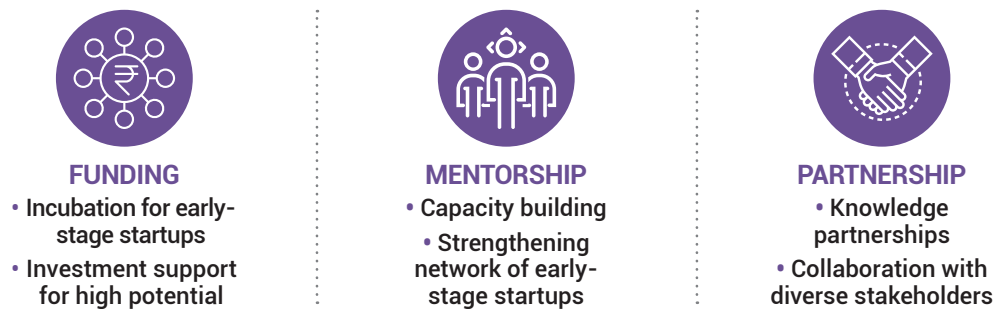 ₹
FUNDING
• Incubation for early-
stage startups
• Investment support
for high potential
MENTORSHIP
• Capacity building
• Strengthening
network of early-
stage startups
PARTNERSHIP
• Knowledge
partnerships
• Collaboration with
diverse stakeholders